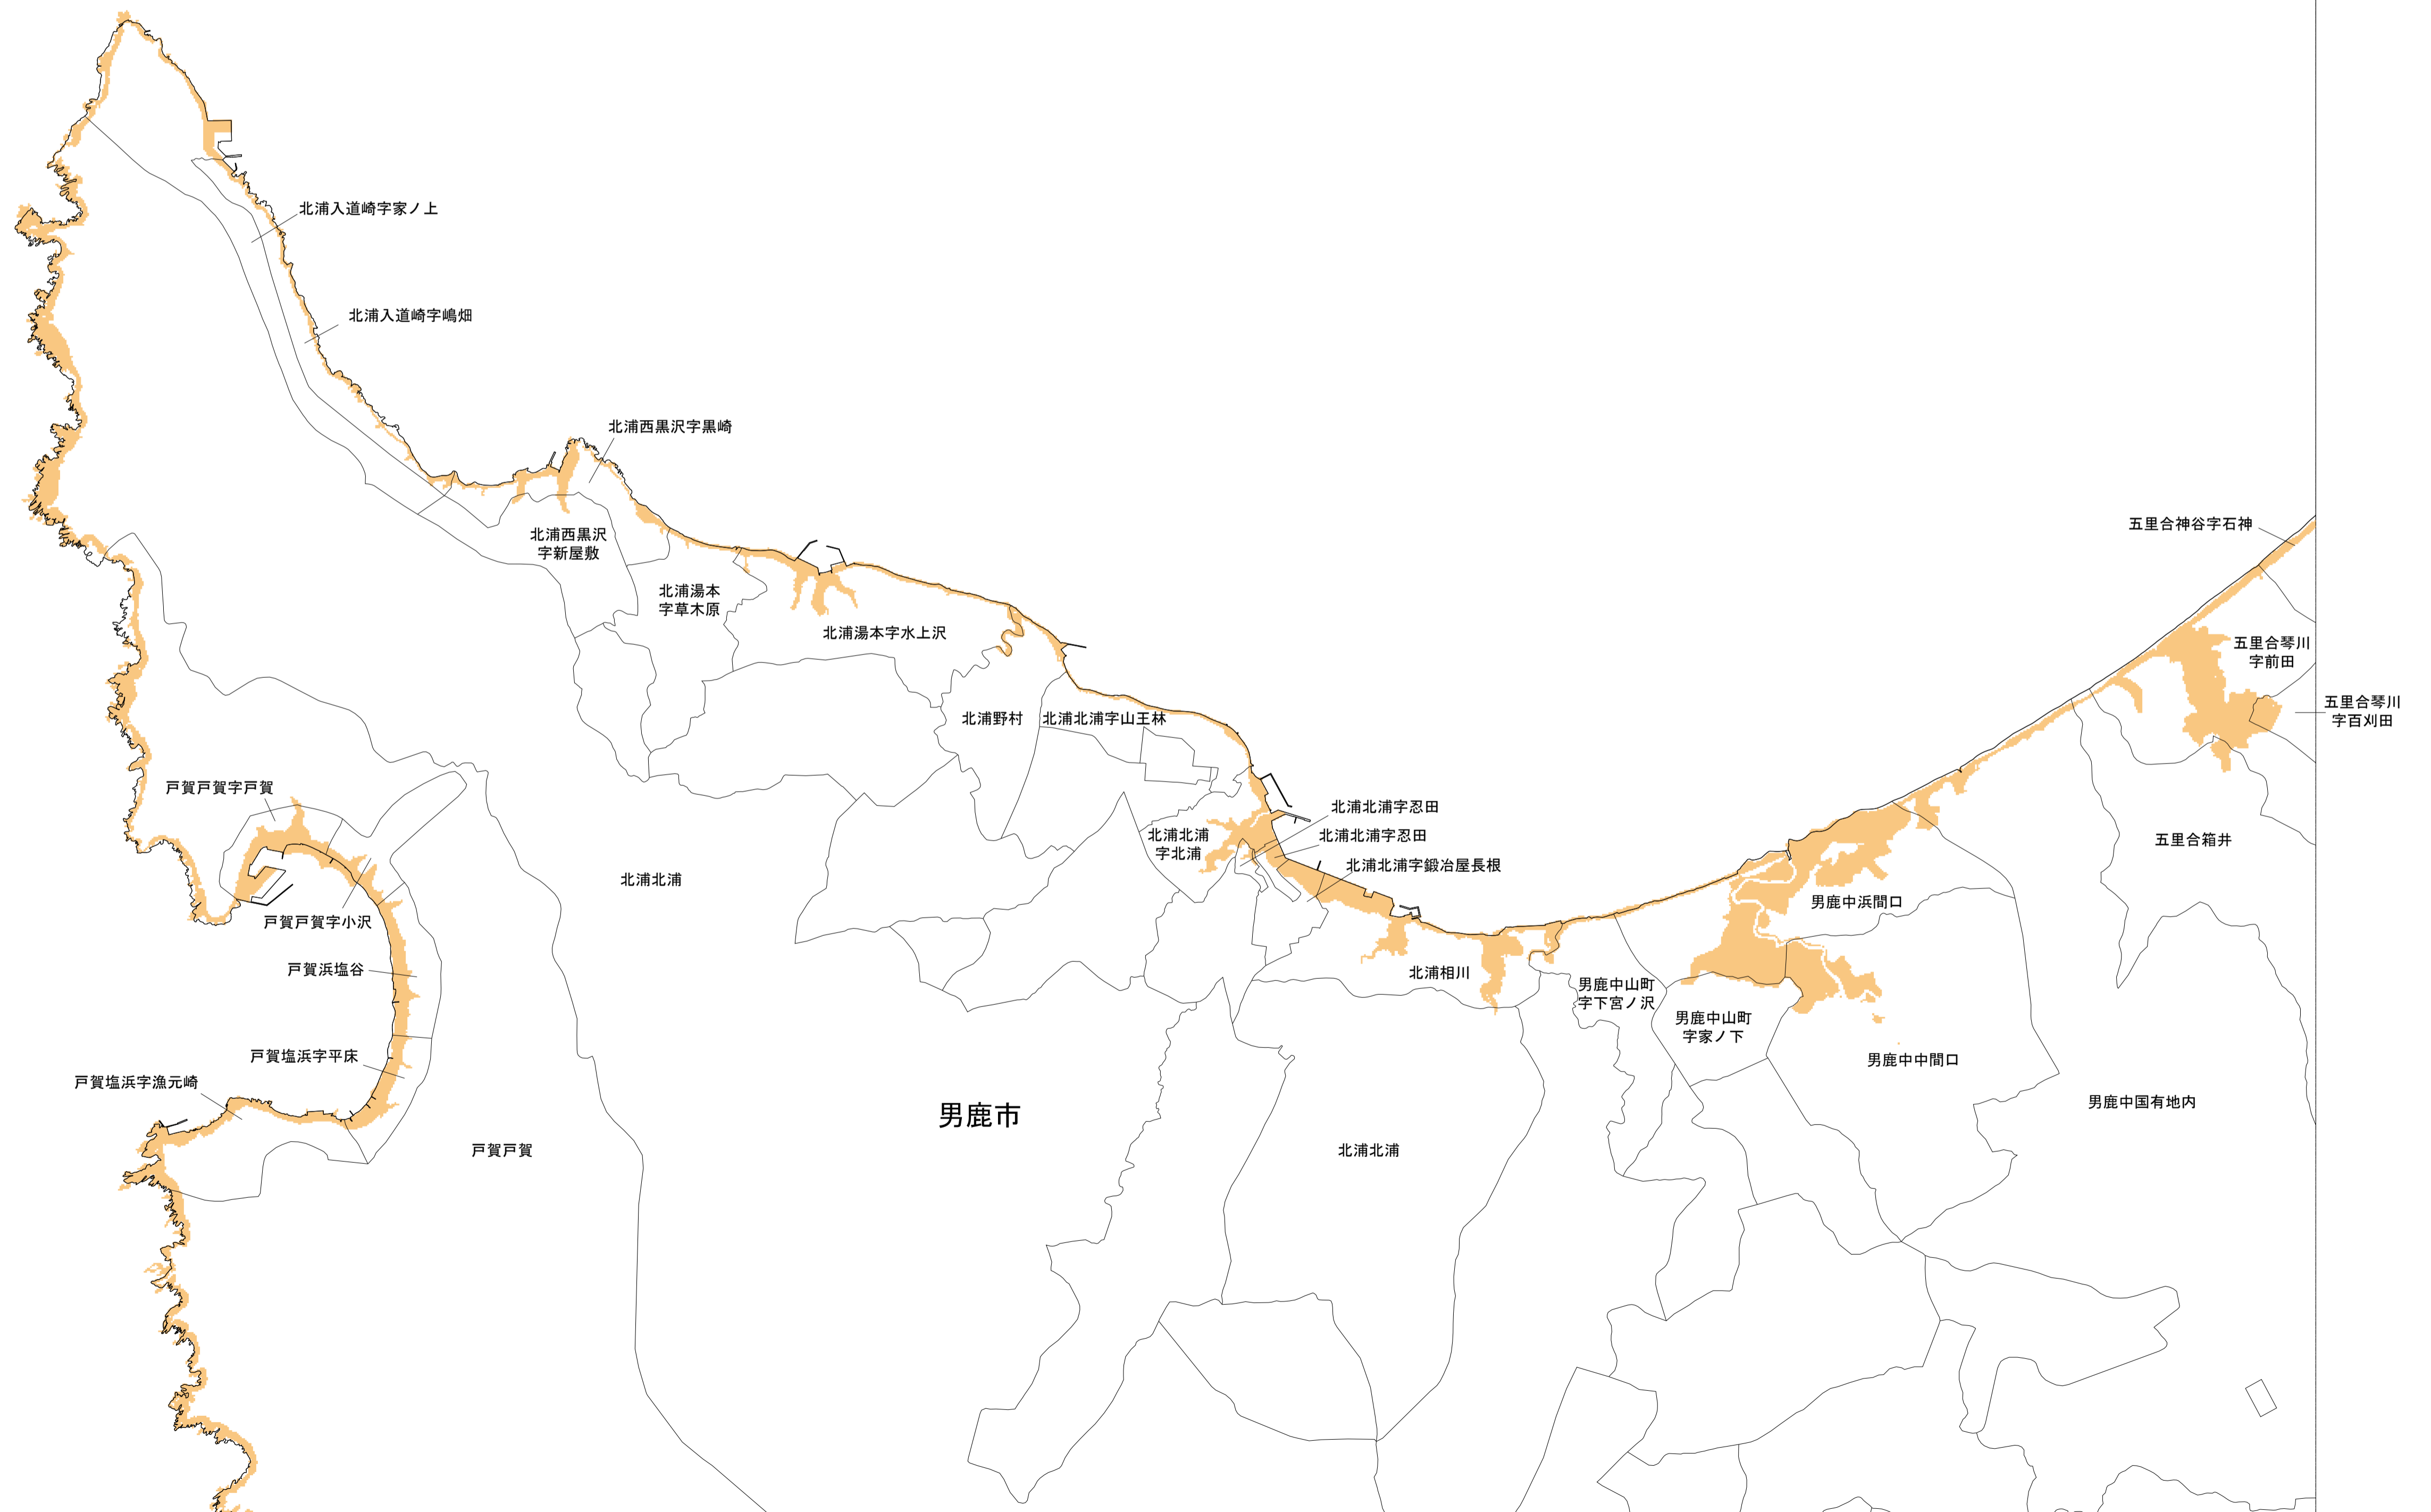 北浦入道崎字家ノ上
北浦入道崎字嶋畑
北浦西黒沢字黒崎
五里合神谷字石神
北浦西黒沢
字新屋敷
北浦湯本
字草木原
北浦湯本字水上沢
五里合琴川
字前田
五里合琴川
字百刈田
北浦野村
北浦北浦字山王林
戸賀戸賀字戸賀
北浦北浦字忍田
北浦北浦
字北浦
北浦北浦字忍田
五里合箱井
北浦北浦字鍛冶屋長根
北浦北浦
男鹿中浜間口
戸賀戸賀字小沢
戸賀浜塩谷
北浦相川
男鹿中山町
字下宮ノ沢
男鹿中山町
字家ノ下
戸賀塩浜字平床
男鹿中中間口
戸賀塩浜字漁元崎
男鹿中国有地内
男鹿市
戸賀戸賀
北浦北浦